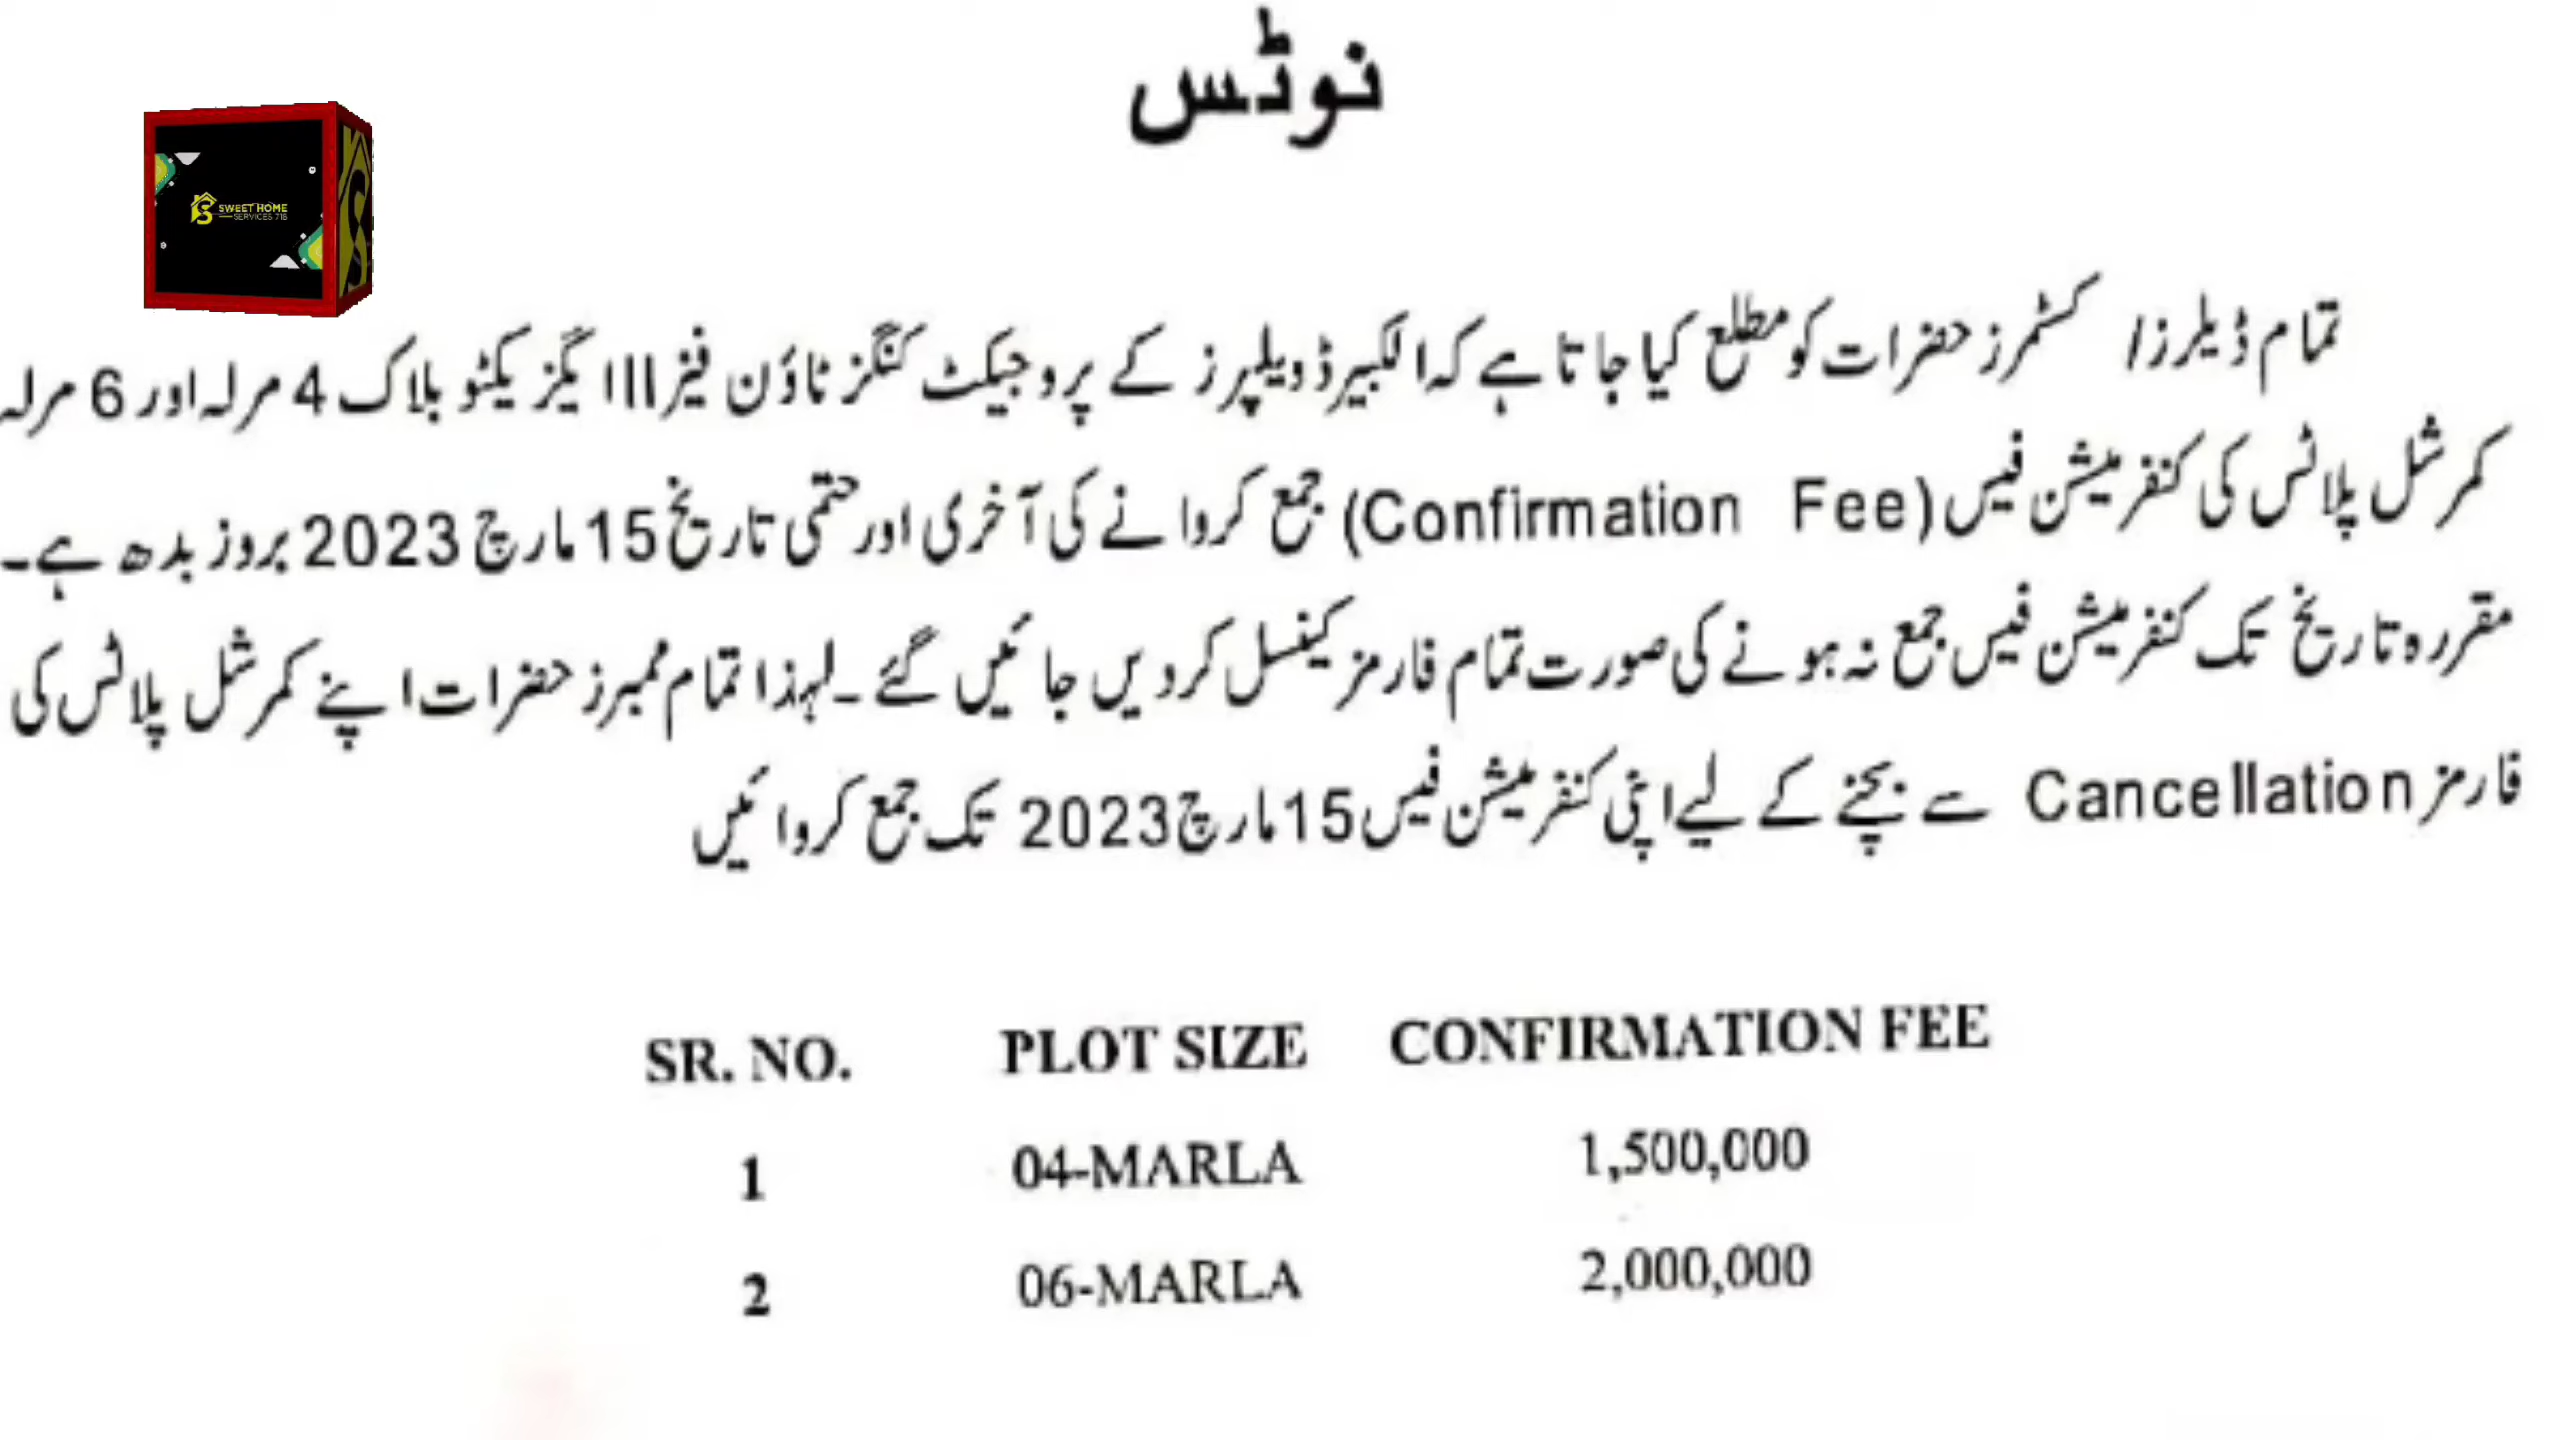 نوٹس
SWEET HOME
SERVICES 716
تمام ڈیلرز/ کسٹمرز حضرات کو مطلع کیا جاتا ہے کہ الکبیر ڈویلپرز کے پروجیکٹ کنگز ٹاؤن فیز III ایگزیکٹو بلاک 4 مرلہ اور 6 مرلہ
کمرشل پلاٹس کی کنفرمیشن فیس (Confirmation Fee) جمع کروانے کی آخری اور حتمی تاریخ 15 مارچ 2023 بروز بدھ ہے۔
مقررہ تاریخ تک کنفرمیشن فیس جمع نہ ہونے کی صورت تمام فارمز کینسل کر دیں جائیں گئے۔ لہذا تمام ممبرز حضرات اپنے کمرشل پلاٹس کی
فارمز Cancellation سے بچنے کے لیے اپنی کنفرمیشن فیس 15 مارچ 2023 تک جمع کروائیں
SR. NO. PLOT SIZE CONFIRMATION FEE
1 04-MARLA 1,500,000
2 06-MARLA 2,000,000